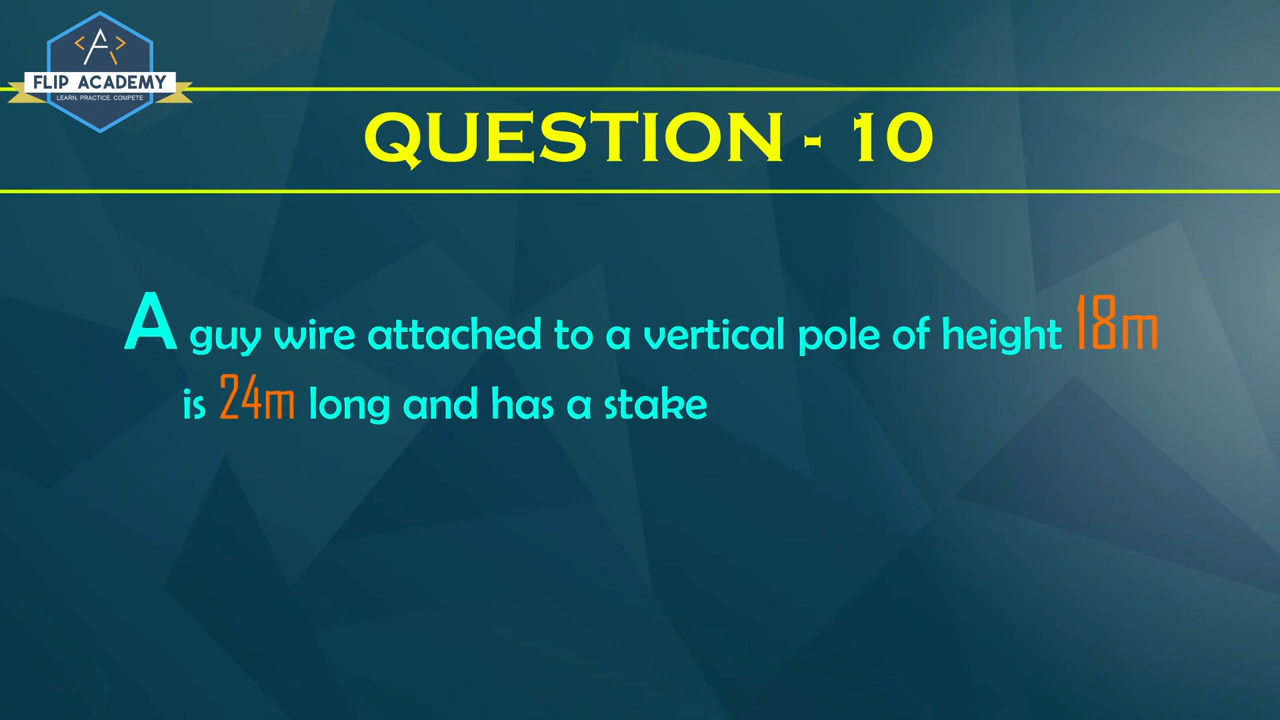 FLIP ACADEMY
LEARN. PRACTICE. COMPETE
QUESTION - 10
A guy wire attached to a vertical pole of height 18m
is 24m long and has a stake